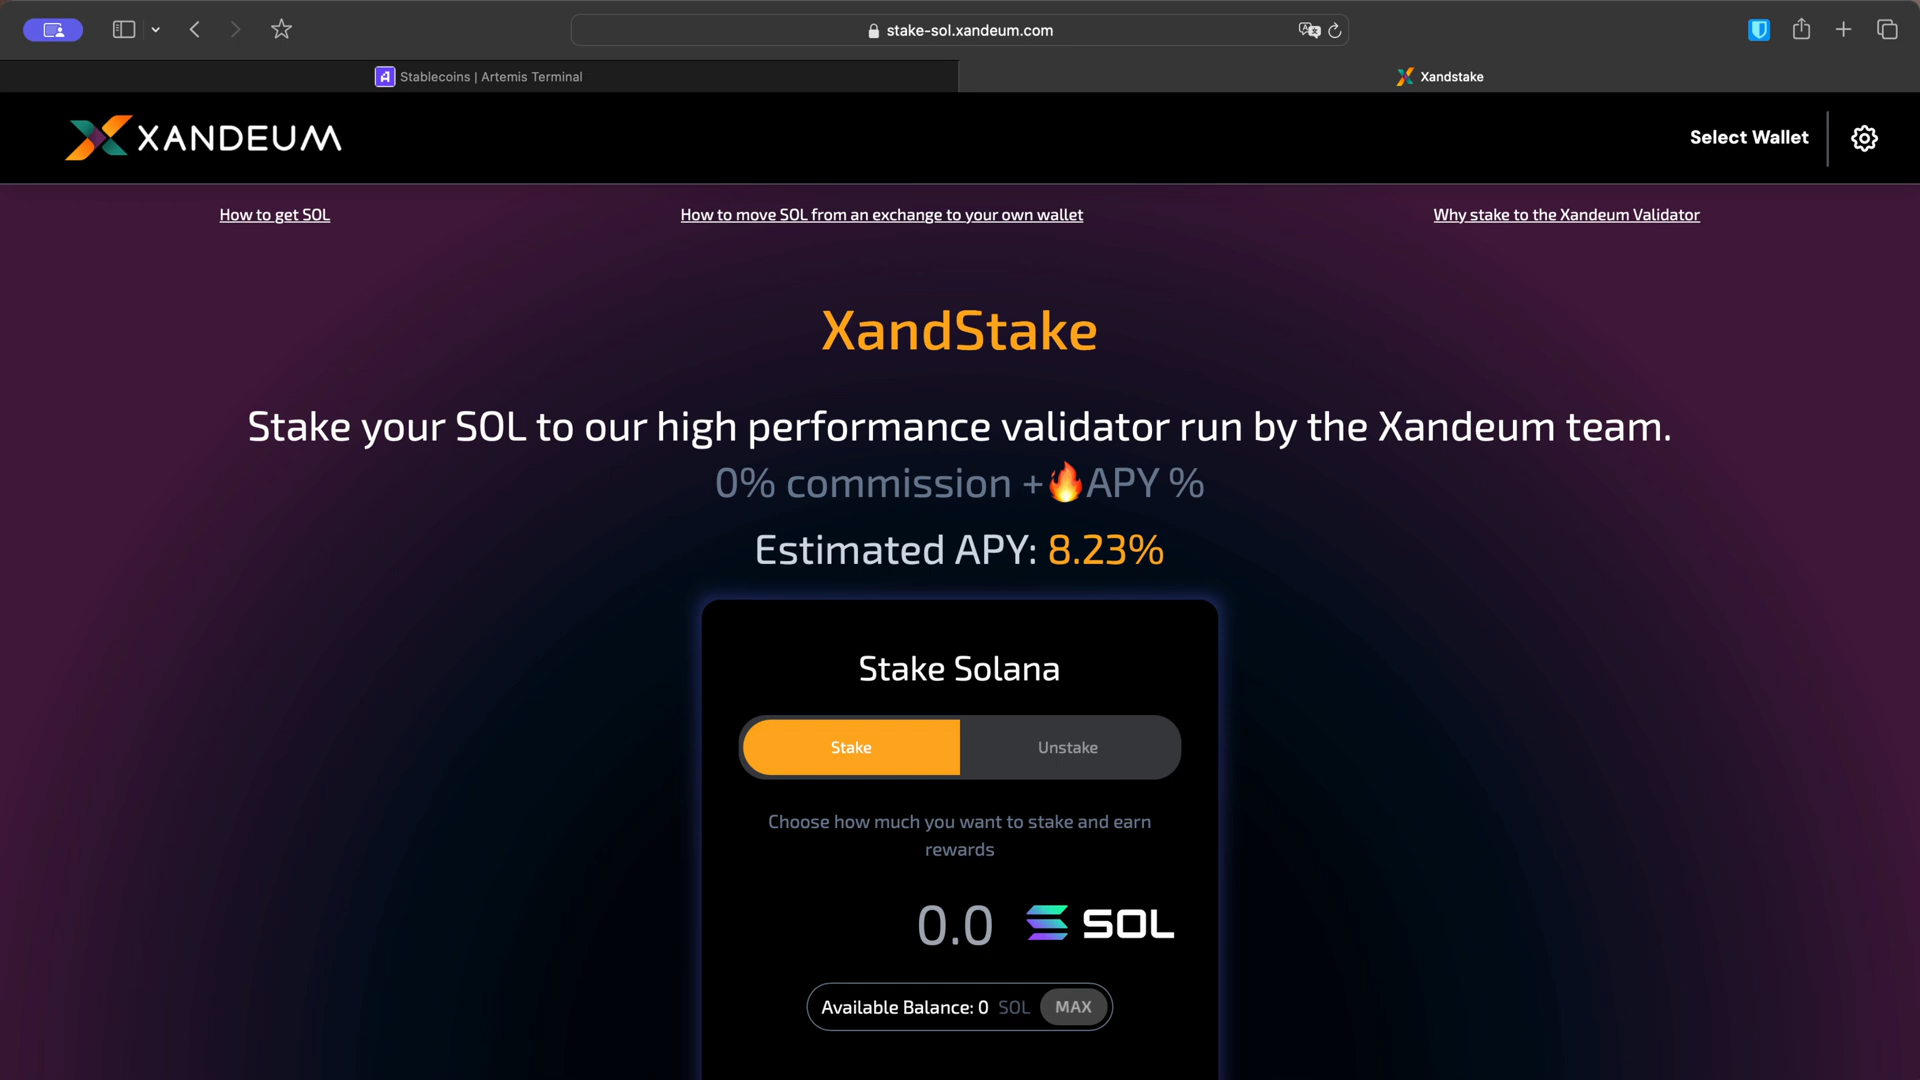 stake-sol.xandeum.com
Stablecoins | Artemis Terminal
Xandstake
XANDEUM
Select Wallet
How to get SOL
How to move SOL from an exchange to your own wallet
Why stake to the Xandeum Validator
XandStake
Stake your SOL to our high performance validator run by the Xandeum team.
0% commission +🔥APY %
Estimated APY: 8.23%
Stake Solana
Stake
Unstake
Choose how much you want to stake and earn
rewards
0.0 SOL
Available Balance: 0 SOL MAX